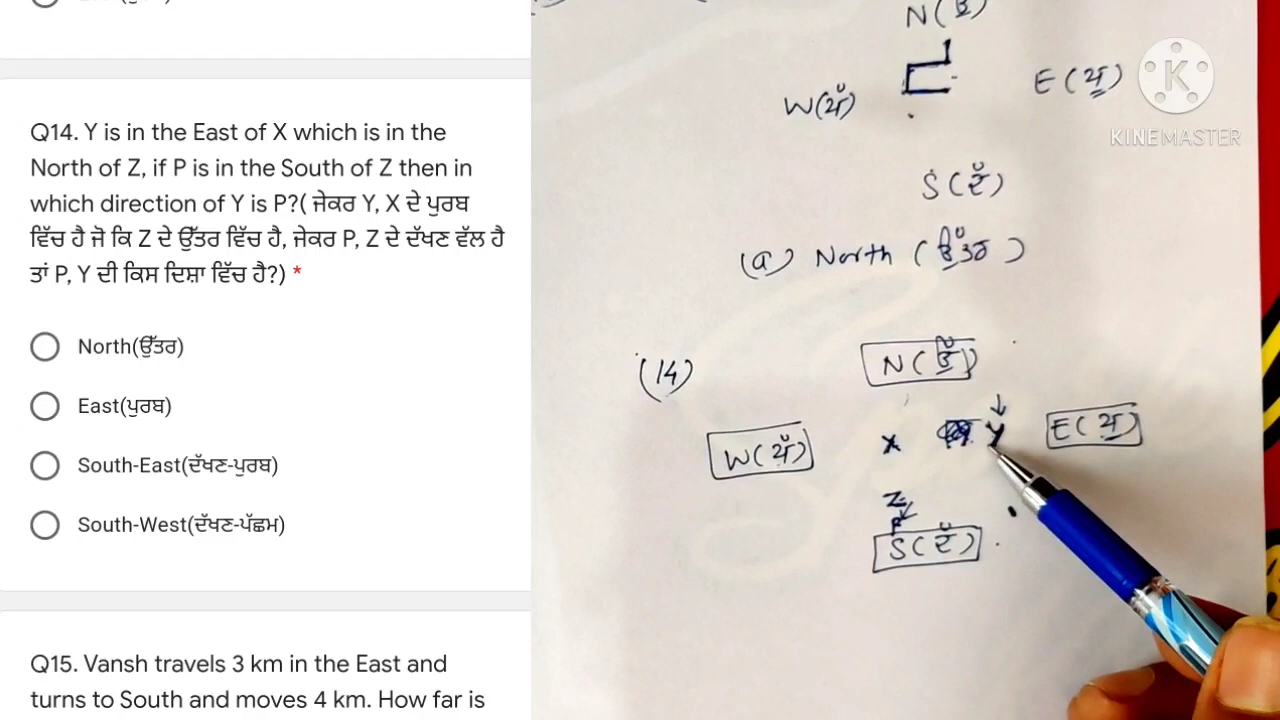 Q14. Y is in the East of X which is in the
North of Z, if P is in the South of Z then in
which direction of Y is P?( ਜੇਕਰ Y, X ਦੇ ਪੁਰਬ
ਵਿੱਚ ਹੈ ਜੋ ਕਿ Z ਦੇ ਉੱਤਰ ਵਿੱਚ ਹੈ, ਜੇਕਰ P, Z ਦੇ ਦੱਖਣ ਵੱਲ ਹੈ
ਤਾਂ P, Y ਦੀ ਕਿਸ ਦਿਸ਼ਾ ਵਿੱਚ ਹੈ?) *
North(ਉੱਤਰ)
East(ਪੁਰਬ)
South-East(ਦੱਖਣ-ਪੁਰਬ)
South-West(ਦੱਖਣ-ਪੱਛਮ)
Q15. Vansh travels 3 km in the East and
turns to South and moves 4 km. How far is
N(ਉੱ)
W(ਪੱ)
E(ਪੁ)
K
KINEMASTER
S(ਦੱ)
(a) North (ਉੱਤਰ)
(14)
N(ਉੱ)
W(ਪੱ) X Y E(ਪੁ)
Z
P
S(ਦੱ)